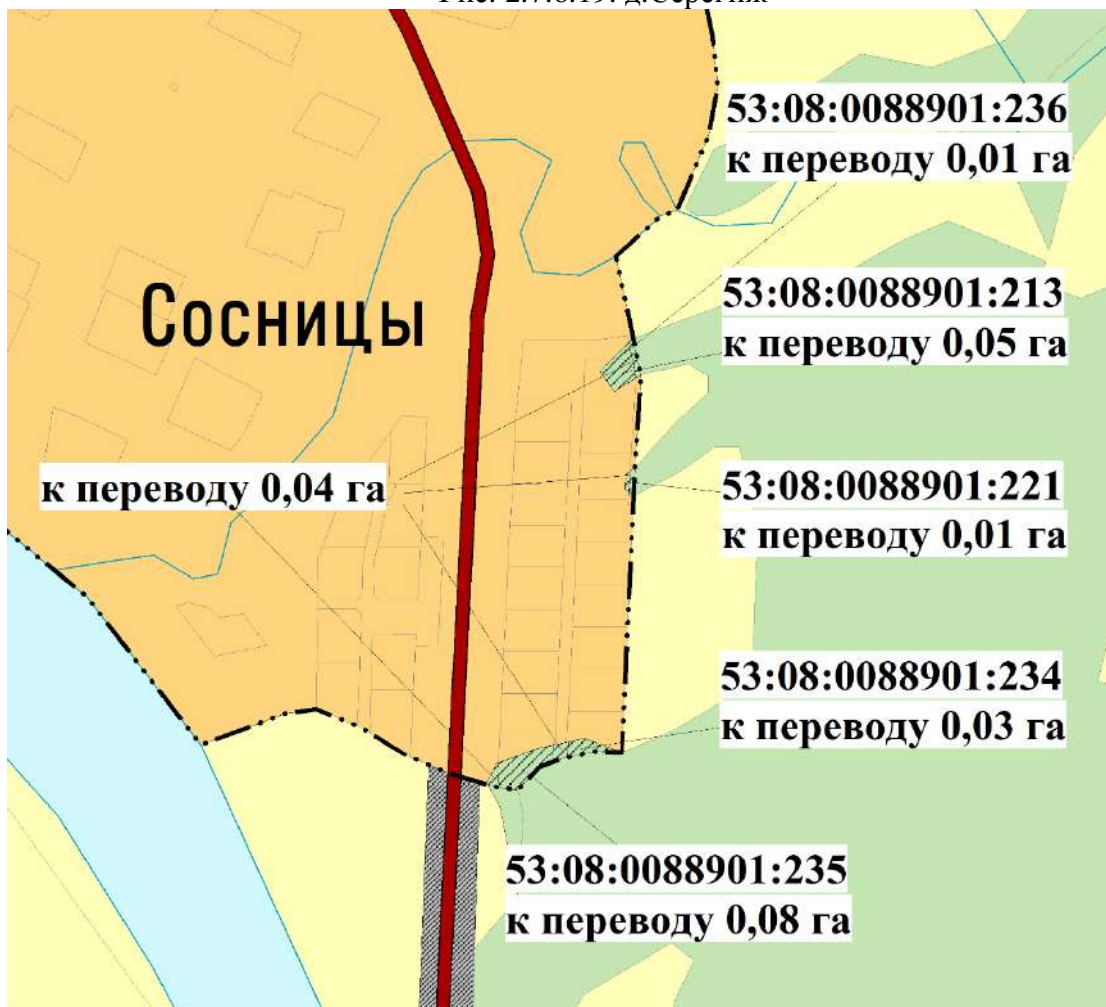 53:08:0088901:236
к переводу 0,01 га
53:08:0088901:213
к переводу 0,05 га
Сосницы
к переводу 0,04 га
53:08:0088901:221
к переводу 0,01 га
53:08:0088901:234
к переводу 0,03 га
53:08:0088901:235
к переводу 0,08 га